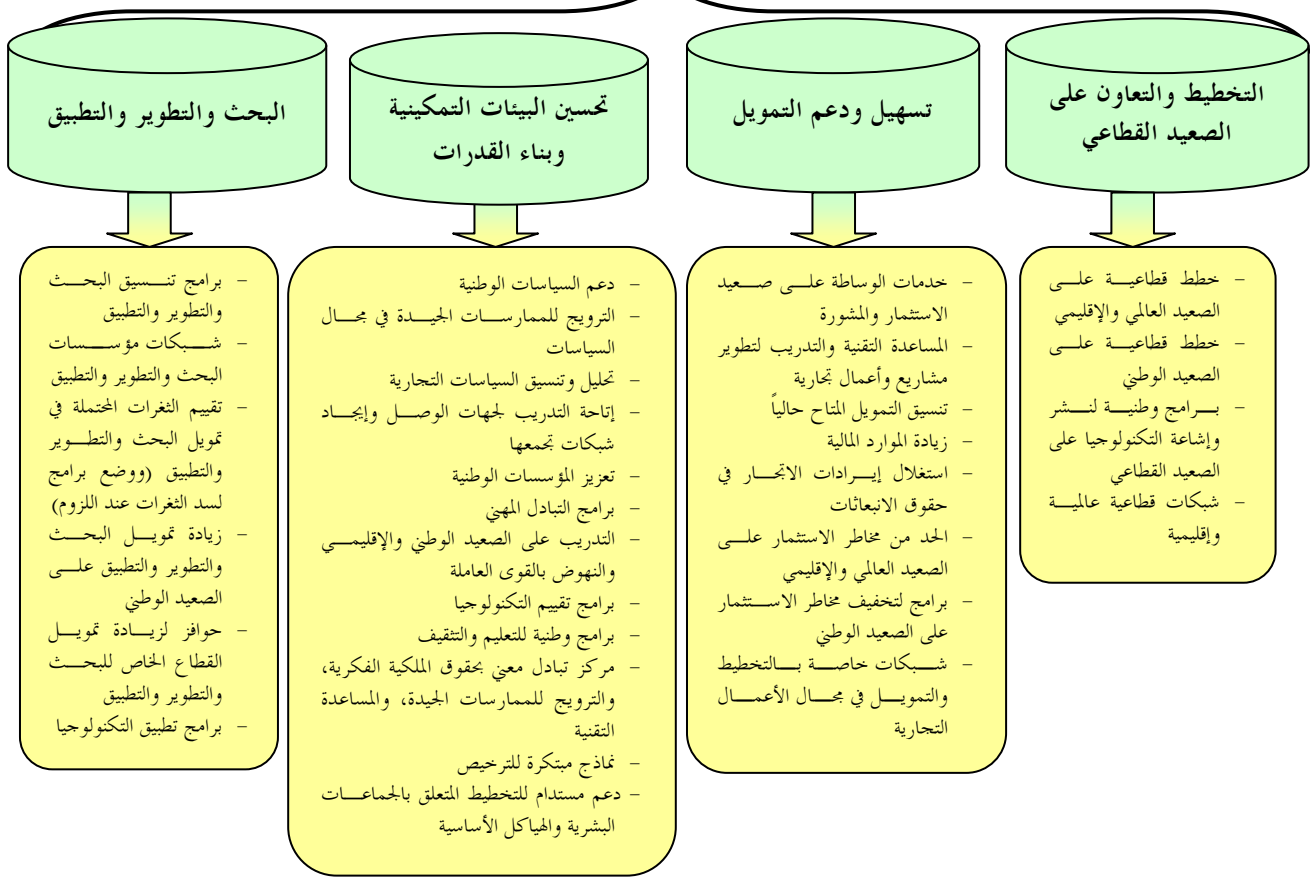 التخطيط والتعاون على
الصعيد القطاعي
- خطط قطاعية على
الصعيد العالمي والإقليمي
- خطط قطاعية على
الصعيد الوطني
- برامج وطنية لنشر
وإشاعة التكنولوجيا على
الصعيد القطاعي
- شبكات قطاعية عالمية
وإقليمية
تسهيل ودعم التمويل
- خدمات الوساطة على صعيد
الاستثمار والمشورة
- المساعدة التقنية والتدريب لتطوير
مشاريع وأعمال تجارية
- تنسيق التمويل المتاح حالياً
- زيادة الموارد المالية
- استغلال إيرادات الاتجار في
حقوق الانبعاثات
- الحد من مخاطر الاستثمار على
الصعيد العالمي والإقليمي
- برامج لتخفيف مخاطر الاستثمار
على الصعيد الوطني
- شبكات خاصة بالتخطيط
والتمويل في مجال الأعمال
التجارية
تحسين البيئات التمكينية
وبناء القدرات
- دعم السياسات الوطنية
- الترويج للممارسات الجيدة في مجال
السياسات
- تحليل وتنسيق السياسات التجارية
- إتاحة التدريب لجهات الوصل وإيجاد
شبكات تجمعها
- تعزيز المؤسسات الوطنية
- برامج التبادل المهني
- التدريب على الصعيد الوطني والإقليمي
والنهوض بالقوى العاملة
- برامج تقييم التكنولوجيا
- برامج وطنية للتعليم والتثقيف
- مركز تبادل معني بحقوق الملكية الفكرية،
والترويج للممارسات الجيدة، والمساعدة
التقنية
- نماذج مبتكرة للترخيص
- دعم مستدام للتخطيط المتعلق بالجماعات
البشرية والهياكل الأساسية
البحث والتطوير والتطبيق
- برامج تنسيق البحث
والتطوير والتطبيق
- شبكات مؤسسات
البحث والتطوير والتطبيق
- تقييم الثغرات المحتملة في
تمويل البحث والتطوير
والتطبيق (ووضع برامج
لسد الثغرات عند اللزوم)
- زيادة تمويل البحث
والتطوير والتطبيق على
الصعيد الوطني
- حوافز لزيادة تمويل
القطاع الخاص للبحث
والتطوير والتطبيق
- برامج تطبيق التكنولوجيا